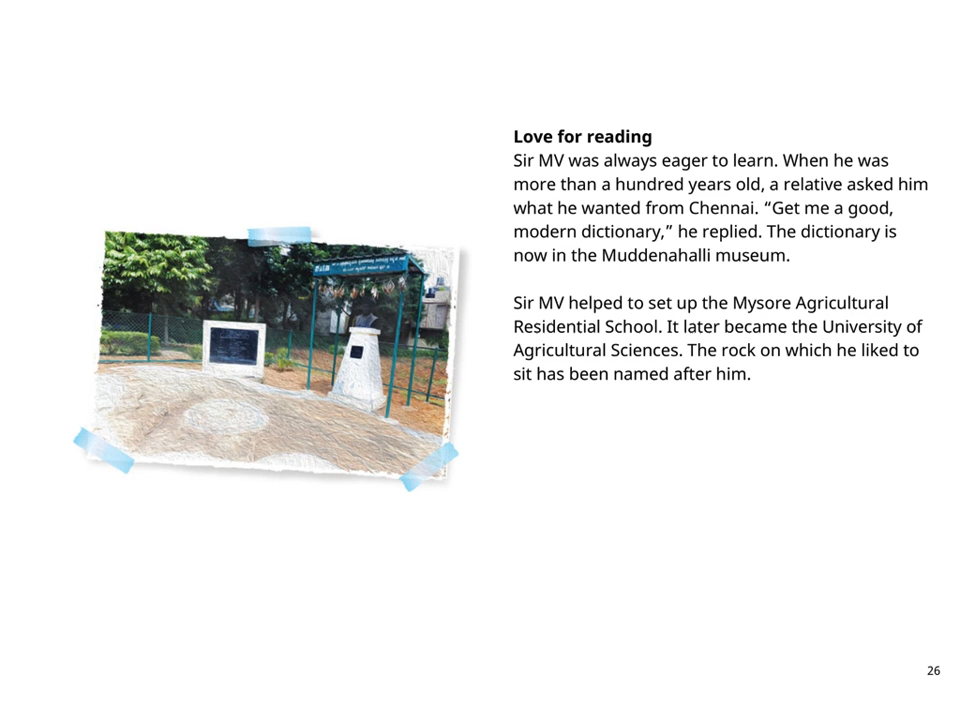 Love for reading
Sir MV was always eager to learn. When he was
more than a hundred years old, a relative asked him
what he wanted from Chennai. “Get me a good,
modern dictionary,” he replied. The dictionary is
now in the Muddenahalli museum.
Sir MV helped to set up the Mysore Agricultural
Residential School. It later became the University of
Agricultural Sciences. The rock on which he liked to
sit has been named after him.
26